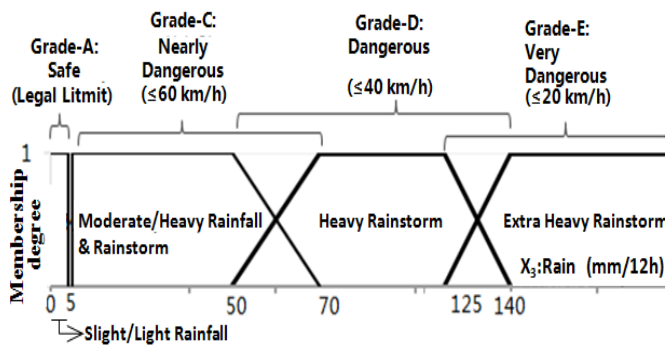 Grade-A:
Safe
(Legal Litmit)
Grade-C:
Nearly
Dangerous
(≤60 km/h)
Grade-D:
Dangerous
(≤40 km/h)
Grade-E:
Very
Dangerous
(≤20 km/h)
Membership
degree
1
Moderate/Heavy Rainfall
& Rainstorm
Heavy Rainstorm
Extra Heavy Rainstorm
X₃:Rain (mm/12h)
0 5 50 70 125 140
Slight/Light Rainfall